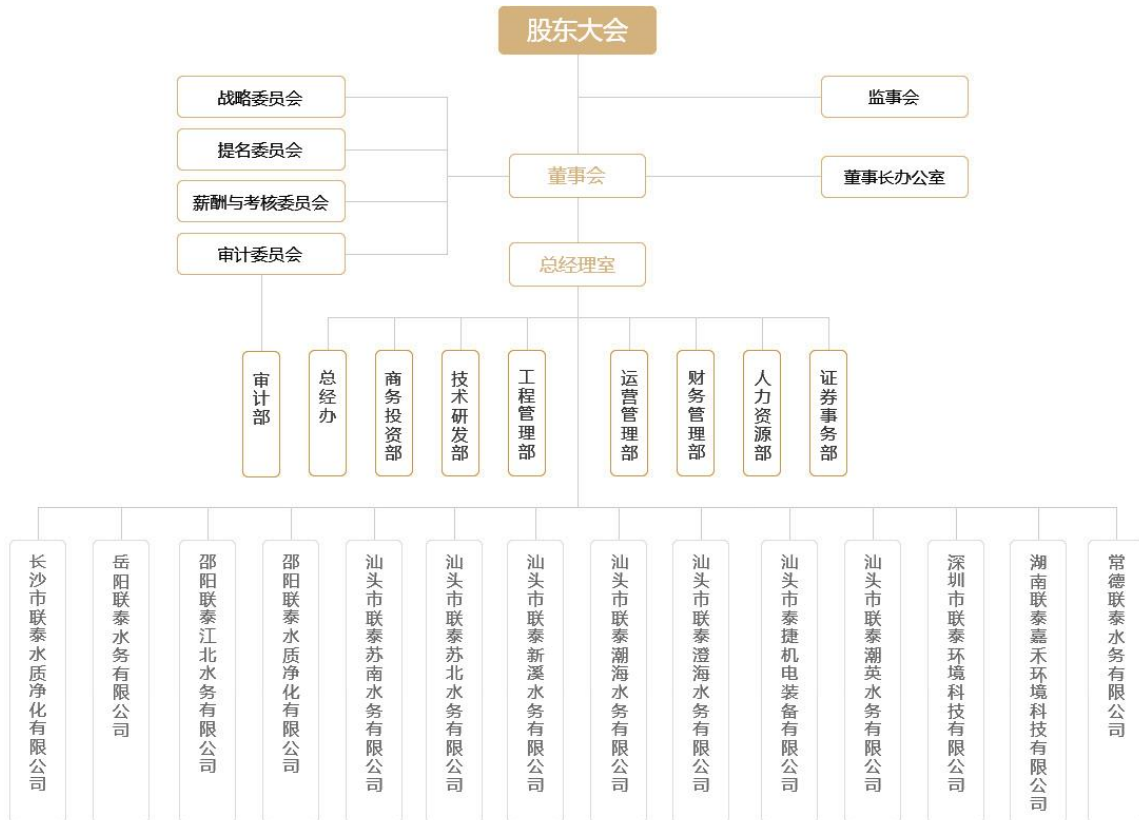 股东大会
战略委员会
监事会
提名委员会
董事会
董事长办公室
薪酬与考核委员会
审计委员会
总经理室
审计部
总经办
商务投资部
技术研发部
工程管理部
运营管理部
财务管理部
人力资源部
证券事务部
长沙市联泰水质净化有限公司
岳阳联泰水务有限公司
邵阳联泰江北水务有限公司
邵阳联泰水质净化有限公司
汕头市联泰苏南水务有限公司
汕头市联泰苏北水务有限公司
汕头市联泰新溪水务有限公司
汕头市联泰潮海水务有限公司
汕头市联泰澄海水务有限公司
汕头市泰捷机电装备有限公司
汕头市联泰潮英水务有限公司
深圳市联泰环境科技有限公司
湖南联泰嘉禾环境科技有限公司
常德联泰水务有限公司